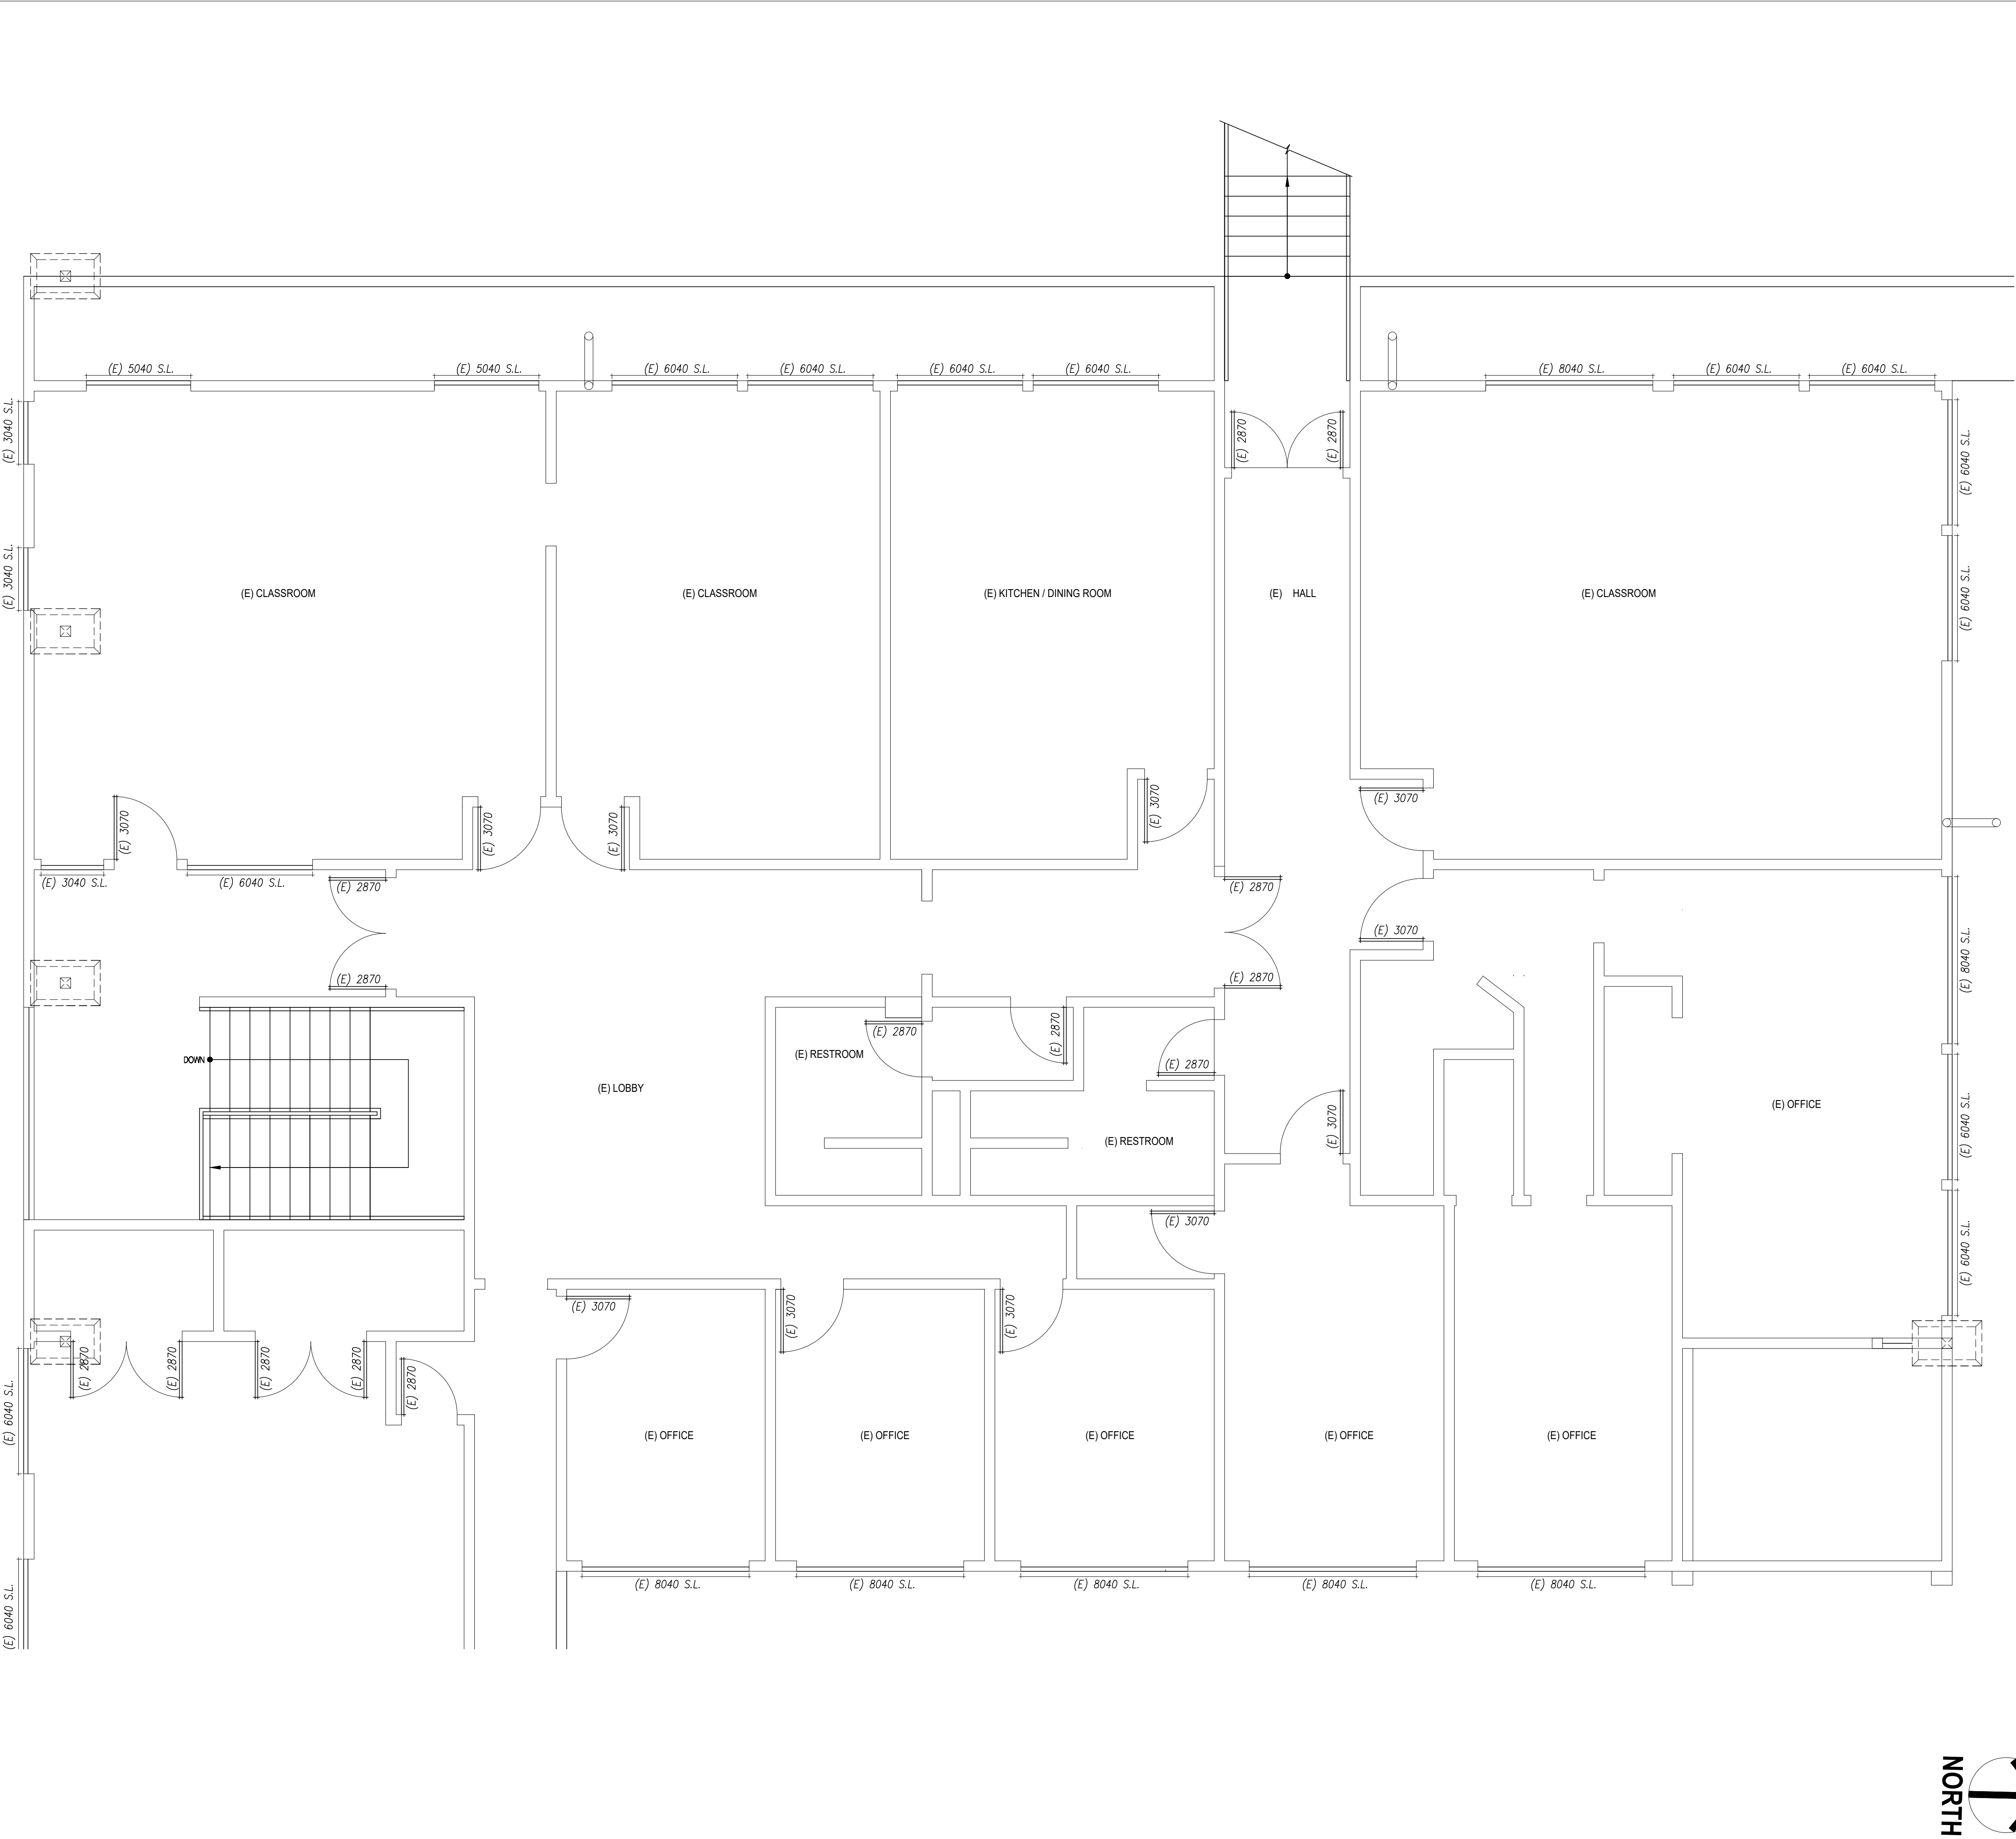 (E) 5040 S.L.
(E) 5040 S.L.
(E) 6040 S.L.
(E) 6040 S.L.
(E) 6040 S.L.
(E) 6040 S.L.
(E) 8040 S.L.
(E) 6040 S.L.
(E) 6040 S.L.
(E) 3040 S.L.
(E) 2870
(E) 2870
(E) 6040 S.L.
(E) 3040 S.L.
(E) CLASSROOM
(E) CLASSROOM
(E) KITCHEN / DINING ROOM
(E) HALL
(E) CLASSROOM
(E) 6040 S.L.
(E) 3070
(E) 3070
(E) 3070
(E) 3070
(E) 3070
(E) 3040 S.L.
(E) 6040 S.L.
(E) 2870
(E) 2870
(E) 3070
(E) 2870
(E) 2870
(E) 8040 S.L.
DOWN
(E) 2870
(E) RESTROOM
(E) 2870
(E) 2870
(E) LOBBY
(E) OFFICE
(E) RESTROOM
(E) 3070
(E) 6040 S.L.
(E) 3070
(E) 6040 S.L.
(E) 3070
(E) 3070
(E) 3070
(E) 2870
(E) 2870
(E) 2870
(E) 2870
(E) 2870
(E) 6040 S.L.
(E) OFFICE
(E) OFFICE
(E) OFFICE
(E) OFFICE
(E) OFFICE
(E) 8040 S.L.
(E) 8040 S.L.
(E) 8040 S.L.
(E) 8040 S.L.
(E) 8040 S.L.
(E) 6040 S.L.
NORTH